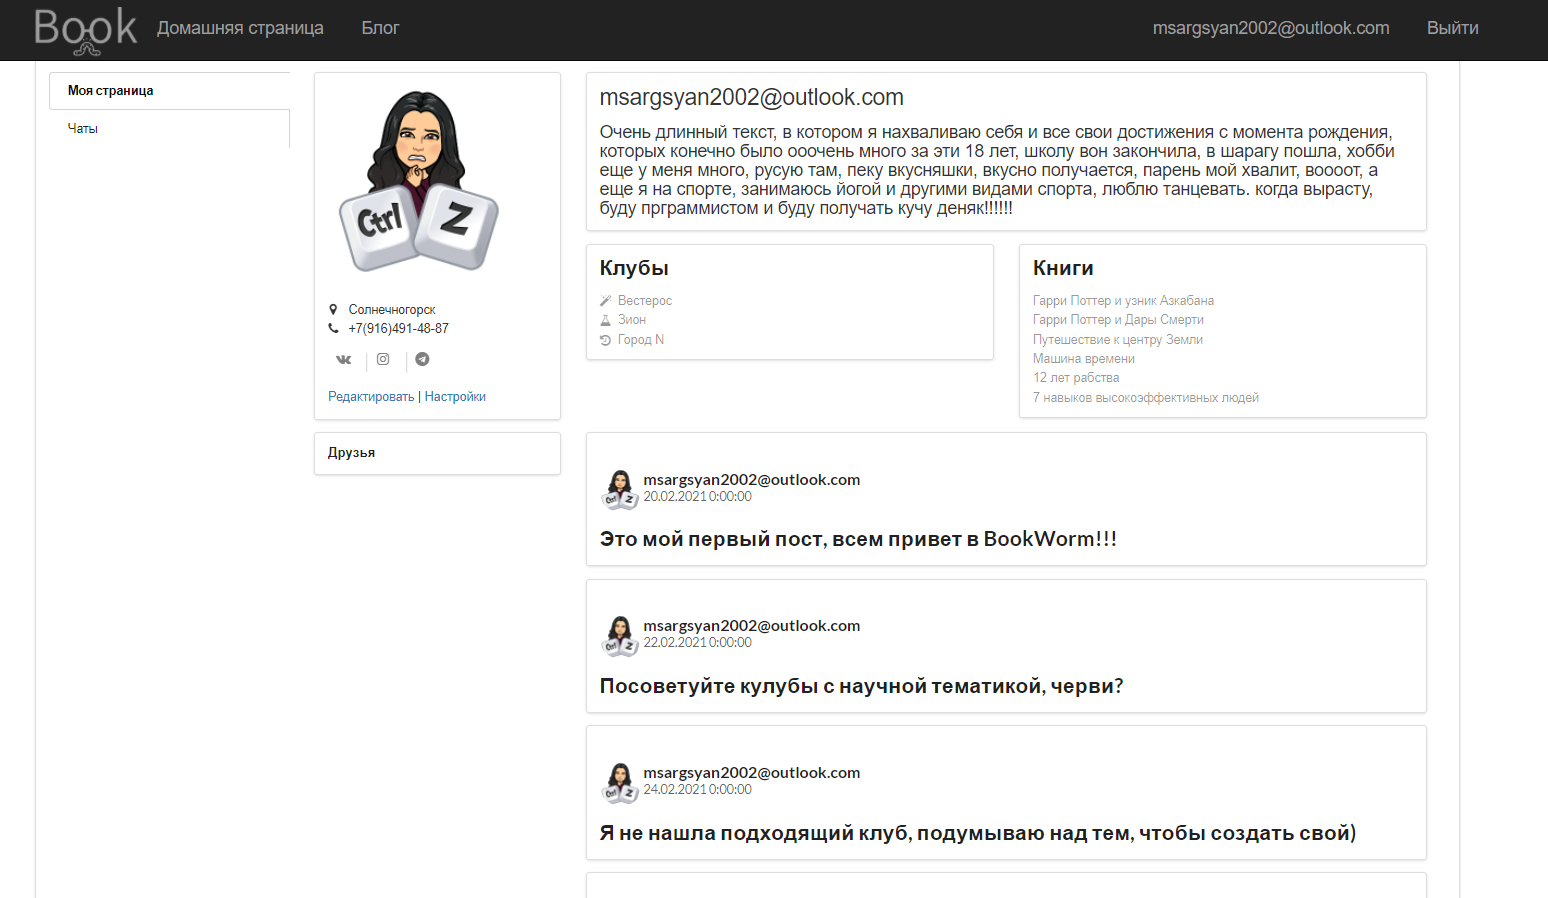 Book
Домашняя страница
Блог
msargsyan2002@outlook.com
Выйти
Моя страница
Чаты
Ctrl
Z
Солнечногорск
+7(916)491-48-87
Редактировать | Настройки
Друзья
msargsyan2002@outlook.com
Очень длинный текст, в котором я нахваливаю себя и все свои достижения с момента рождения,
которых конечно было ооочень много за эти 18 лет, школу вон закончила, в шарагу пошла, хобби
еще у меня много, русую там, пеку вкусняшки, вкусно получается, парень мой хвалит, воооот, а
еще я на спорте, занимаюсь йогой и другими видами спорта, люблю танцевать. когда вырасту,
буду прграммистом и буду получать кучу деняк!!!!!!
Клубы
Вестерос
Зион
Город N
Книги
Гарри Поттер и узник Азкабана
Гарри Поттер и Дары Смерти
Путешествие к центру Земли
Машина времени
12 лет рабства
7 навыков высокоэффективных людей
msargsyan2002@outlook.com
20.02.2021 0:00:00
Это мой первый пост, всем привет в BookWorm!!!
msargsyan2002@outlook.com
22.02.2021 0:00:00
Посоветуйте кулубы с научной тематикой, черви?
msargsyan2002@outlook.com
24.02.2021 0:00:00
Я не нашла подходящий клуб, подумываю над тем, чтобы создать свой)